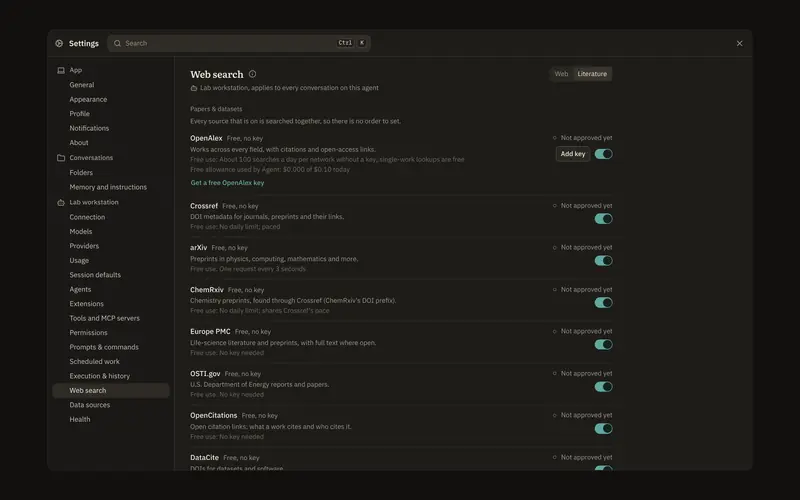 Settings
Search
Ctrl K
App
General
Appearance
Profile
Notifications
About
Conversations
Folders
Memory and instructions
Lab workstation
Connection
Models
Providers
Usage
Session defaults
Agents
Extensions
Tools and MCP servers
Permissions
Prompts & commands
Scheduled work
Execution & history
Web search
Data sources
Health
Web search
Web Literature
Lab workstation, applies to every conversation on this agent
Papers & datasets
Every source that is on is searched together, so there is no order to set.
OpenAlex Free, no key
Not approved yet
Works across every field, with citations and open-access links.
Add key
Free use: About 100 searches a day per network without a key; single-work lookups are free
Free allowance used by Agent: $0.000 of $0.10 today
Get a free OpenAlex key
Crossref Free, no key
Not approved yet
DOI metadata for journals, preprints and their links.
Free use: No daily limit; paced
arXiv Free, no key
Not approved yet
Preprints in physics, computing, mathematics and more.
Free use: One request every 3 seconds
ChemRxiv Free, no key
Not approved yet
Chemistry preprints, found through Crossref (ChemRxiv's DOI prefix).
Free use: No daily limit; shares Crossref's pace
Europe PMC Free, no key
Not approved yet
Life-science literature and preprints, with full text where open.
Free use: No key needed
OSTI.gov Free, no key
Not approved yet
U.S. Department of Energy reports and papers.
Free use: No key needed
OpenCitations Free, no key
Not approved yet
Open citation links, what a work cites and who cites it.
Free use: No key needed
DataCite Free, no key
Not approved yet
DOIs for datasets and software.